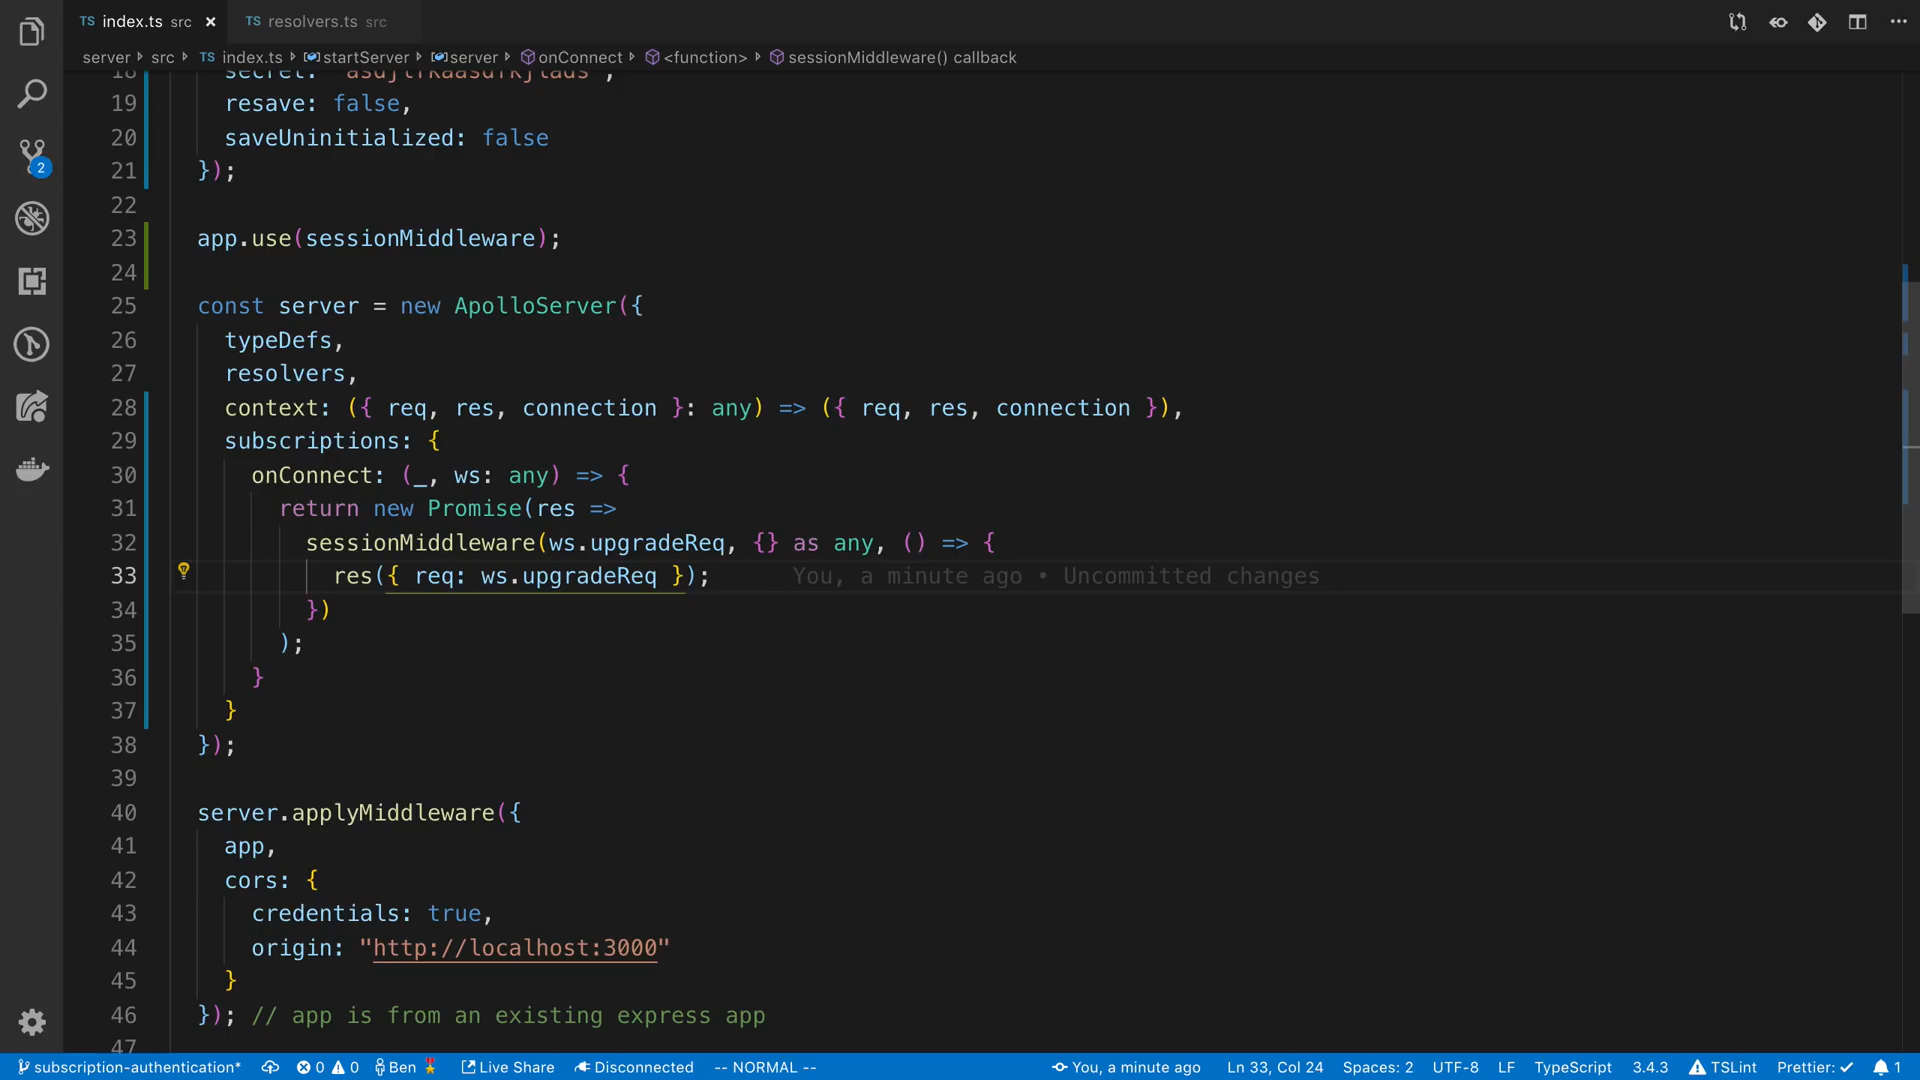 TS index.ts src × TS resolvers.ts src
server src TS index.ts startServer server onConnect <function> sessionMiddleware() callback
19 resave: false,
20 saveUninitialized: false
21 });
22
23 app.use(sessionMiddleware);
24
25 const server = new ApolloServer({
26 typeDefs,
27 resolvers,
28 context: ({ req, res, connection }: any) => ({ req, res, connection }),
29 subscriptions: {
30 onConnect: (_, ws: any) => {
31 return new Promise(res =>
32 sessionMiddleware(ws.upgradeReq, {} as any, () => {
33 res({ req: ws.upgradeReq }); You, a minute ago • Uncommitted changes
34 })
35 );
36 }
37 }
38 });
39
40 server.applyMiddleware({
41 app,
42 cors: {
43 credentials: true,
44 origin: "http://localhost:3000"
45 }
46 }); // app is from an existing express app
47
2
subscription-authentication* 0 0 Ben Live Share Disconnected -- NORMAL -- You, a minute ago Ln 33, Col 24 Spaces: 2 UTF-8 LF TypeScript 3.4.3 TSLint Prettier: ✓ 1